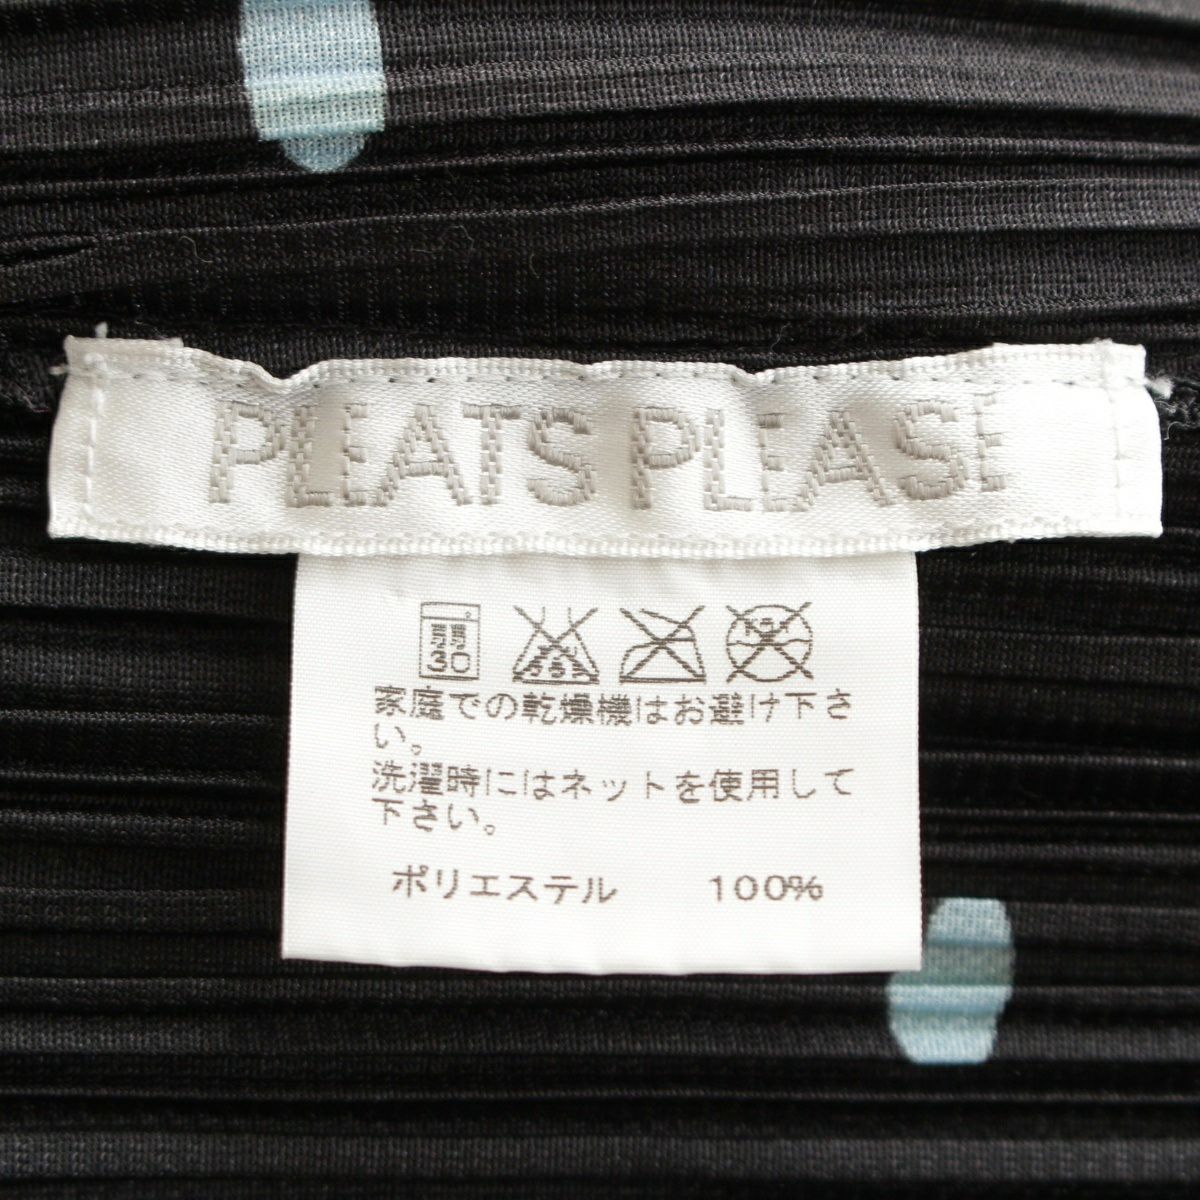 PLEATS PLEASE
弱
30
家庭での乾燥機はお避け下さ
い。
洗濯時にはネットを使用して
下さい。
ポリエステル 100%